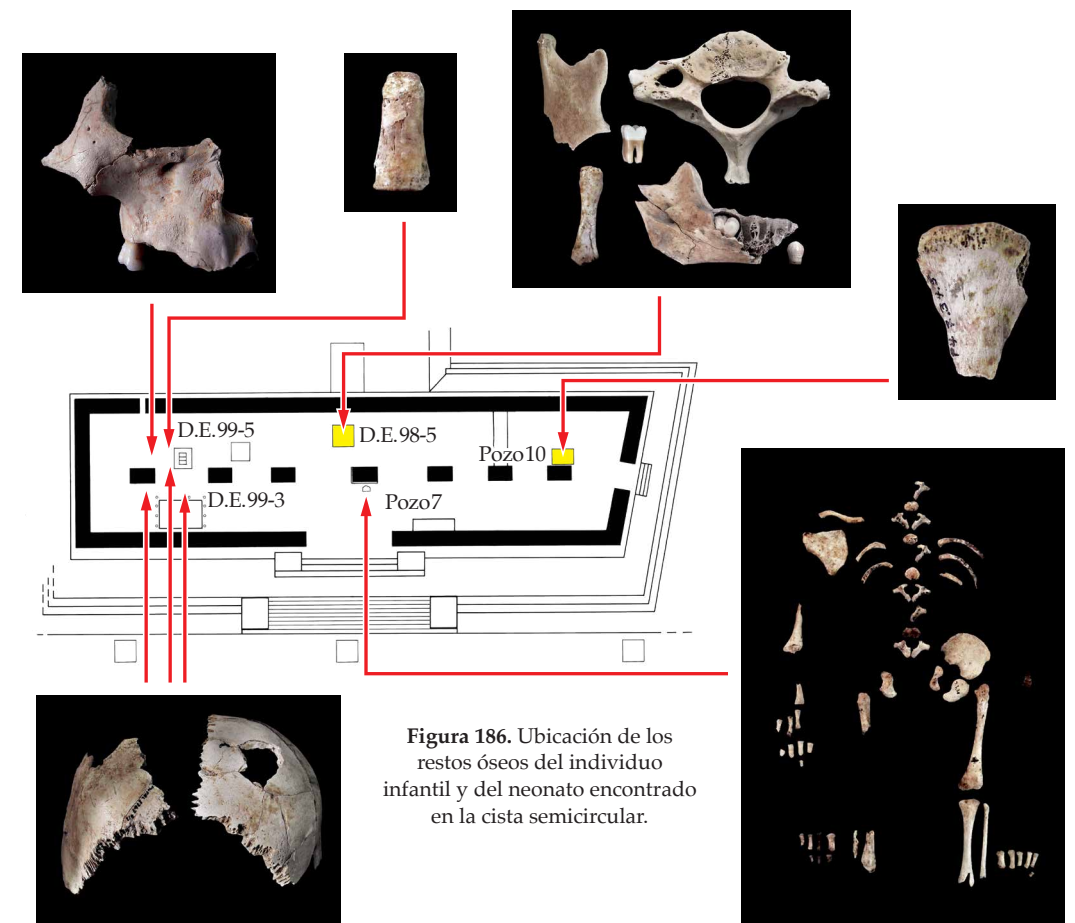 D.E.99-5
D.E.98-5
Pozo10
D.E.99-3
Pozo7
Figura 186. Ubicación de los
restos óseos del individuo
infantil y del neonato encontrado
en la cista semicircular.